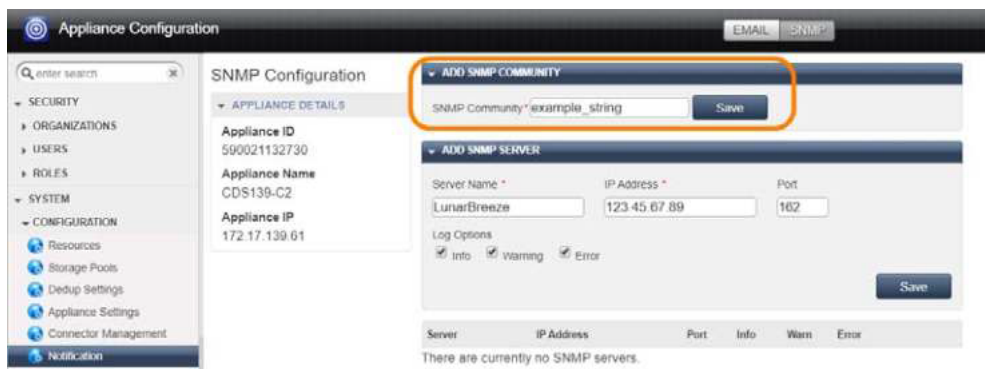 Appliance Configuration
EMAIL SNMP
enter search
SECURITY
ORGANIZATIONS
USERS
ROLES
SYSTEM
CONFIGURATION
Resources
Storage Pools
Dedup Settings
Appliance Settings
Connector Management
Notification
SNMP Configuration
APPLIANCE DETAILS
Appliance ID
590021132730
Appliance Name
CDS139-C2
Appliance IP
172.17.139.61
ADD SNMP COMMUNITY
SNMP Community* example_string Save
ADD SNMP SERVER
Server Name * IP Address * Port
LunarBreeze 123.45.67.89 162
Log Options
Info Warning Error
Save
Server IP Address Port Info Warn Error
There are currently no SNMP servers.